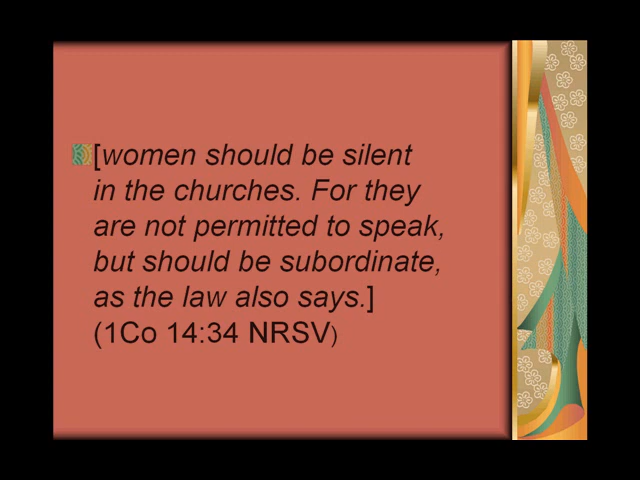 [women should be silent
in the churches. For they
are not permitted to speak,
but should be subordinate,
as the law also says.]
(1Co 14:34 NRSV)